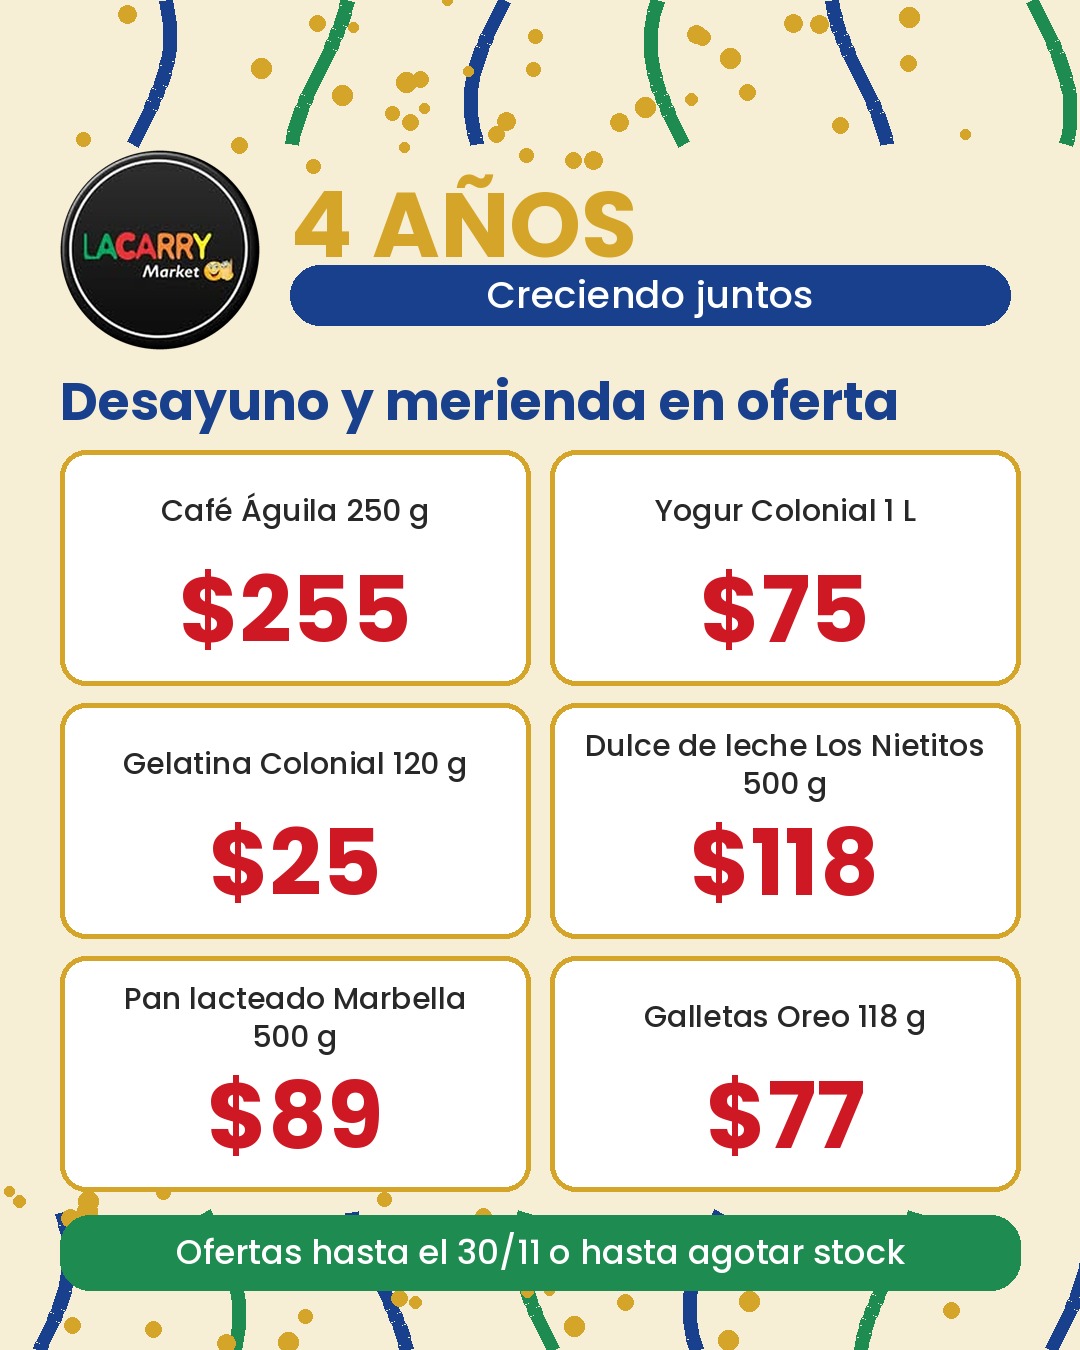 LACARRY
Market
4 AÑOS
Creciendo juntos
Desayuno y merienda en oferta
Café Águila 250 g
$255
Yogur Colonial 1 L
$75
Gelatina Colonial 120 g
$25
Dulce de leche Los Nietitos
500 g
$118
Pan lacteado Marbella
500 g
$89
Galletas Oreo 118 g
$77
Ofertas hasta el 30/11 o hasta agotar stock